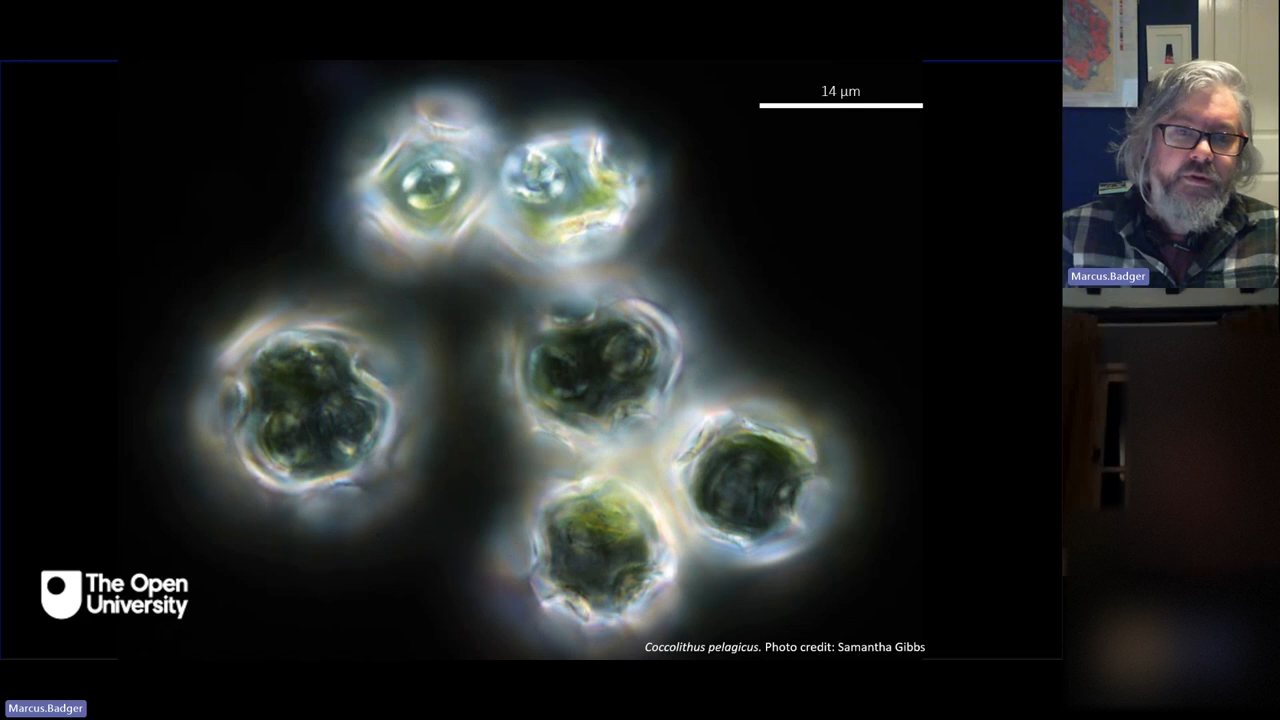 14 µm
Marcus.Badger
The Open
University
Coccolithus pelagicus. Photo credit: Samantha Gibbs
Marcus.Badger